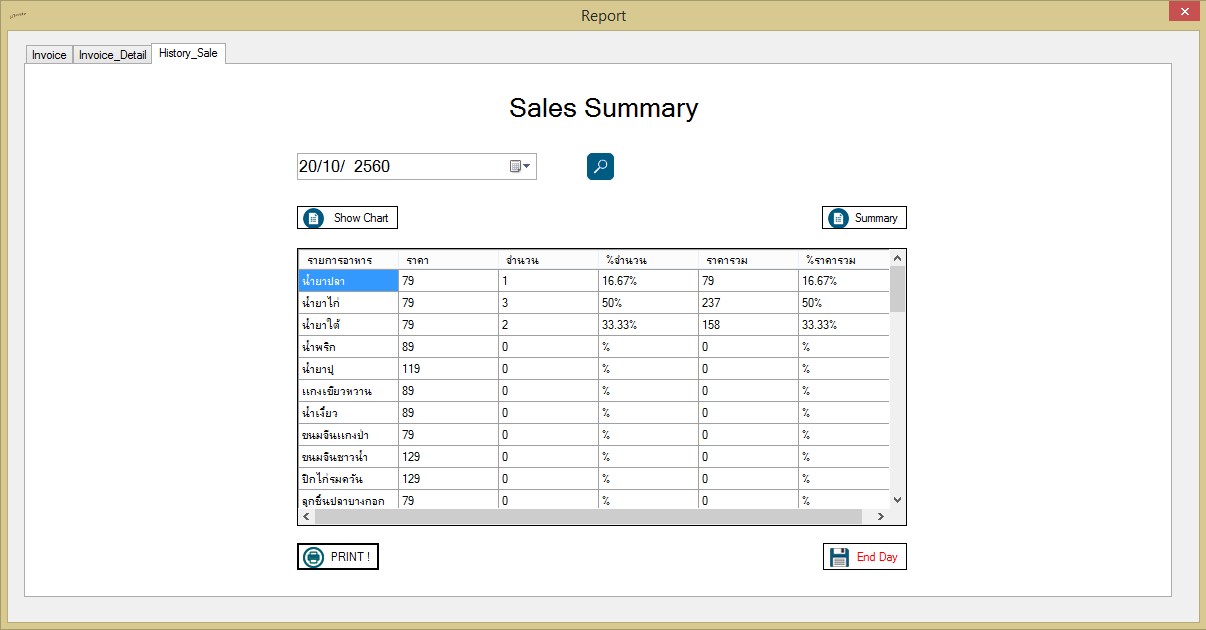 Report
Invoice Invoice_Detail History_Sale
Sales Summary
20/10/ 2560
Show Chart Summary
รายการอาหาร ราคา จำนวน %จำนวน ราคารวม %ราคารวม
น้ำยาปลา 79 1 16.67% 79 16.67%
น้ำยาไก่ 79 3 50% 237 50%
น้ำยาใต้ 79 2 33.33% 158 33.33%
น้ำพริก 89 0 % 0 %
น้ำยาปู 119 0 % 0 %
แกงเขียวหวาน 89 0 % 0 %
น้ำเงี้ยว 89 0 % 0 %
ขนมจีนแกงป่า 79 0 % 0 %
ขนมจีนซาวน้ำ 129 0 % 0 %
ปีกไก่รมควัน 129 0 % 0 %
ลูกชิ้นปลาบางกอก 79 0 % 0 %
PRINT ! End Day